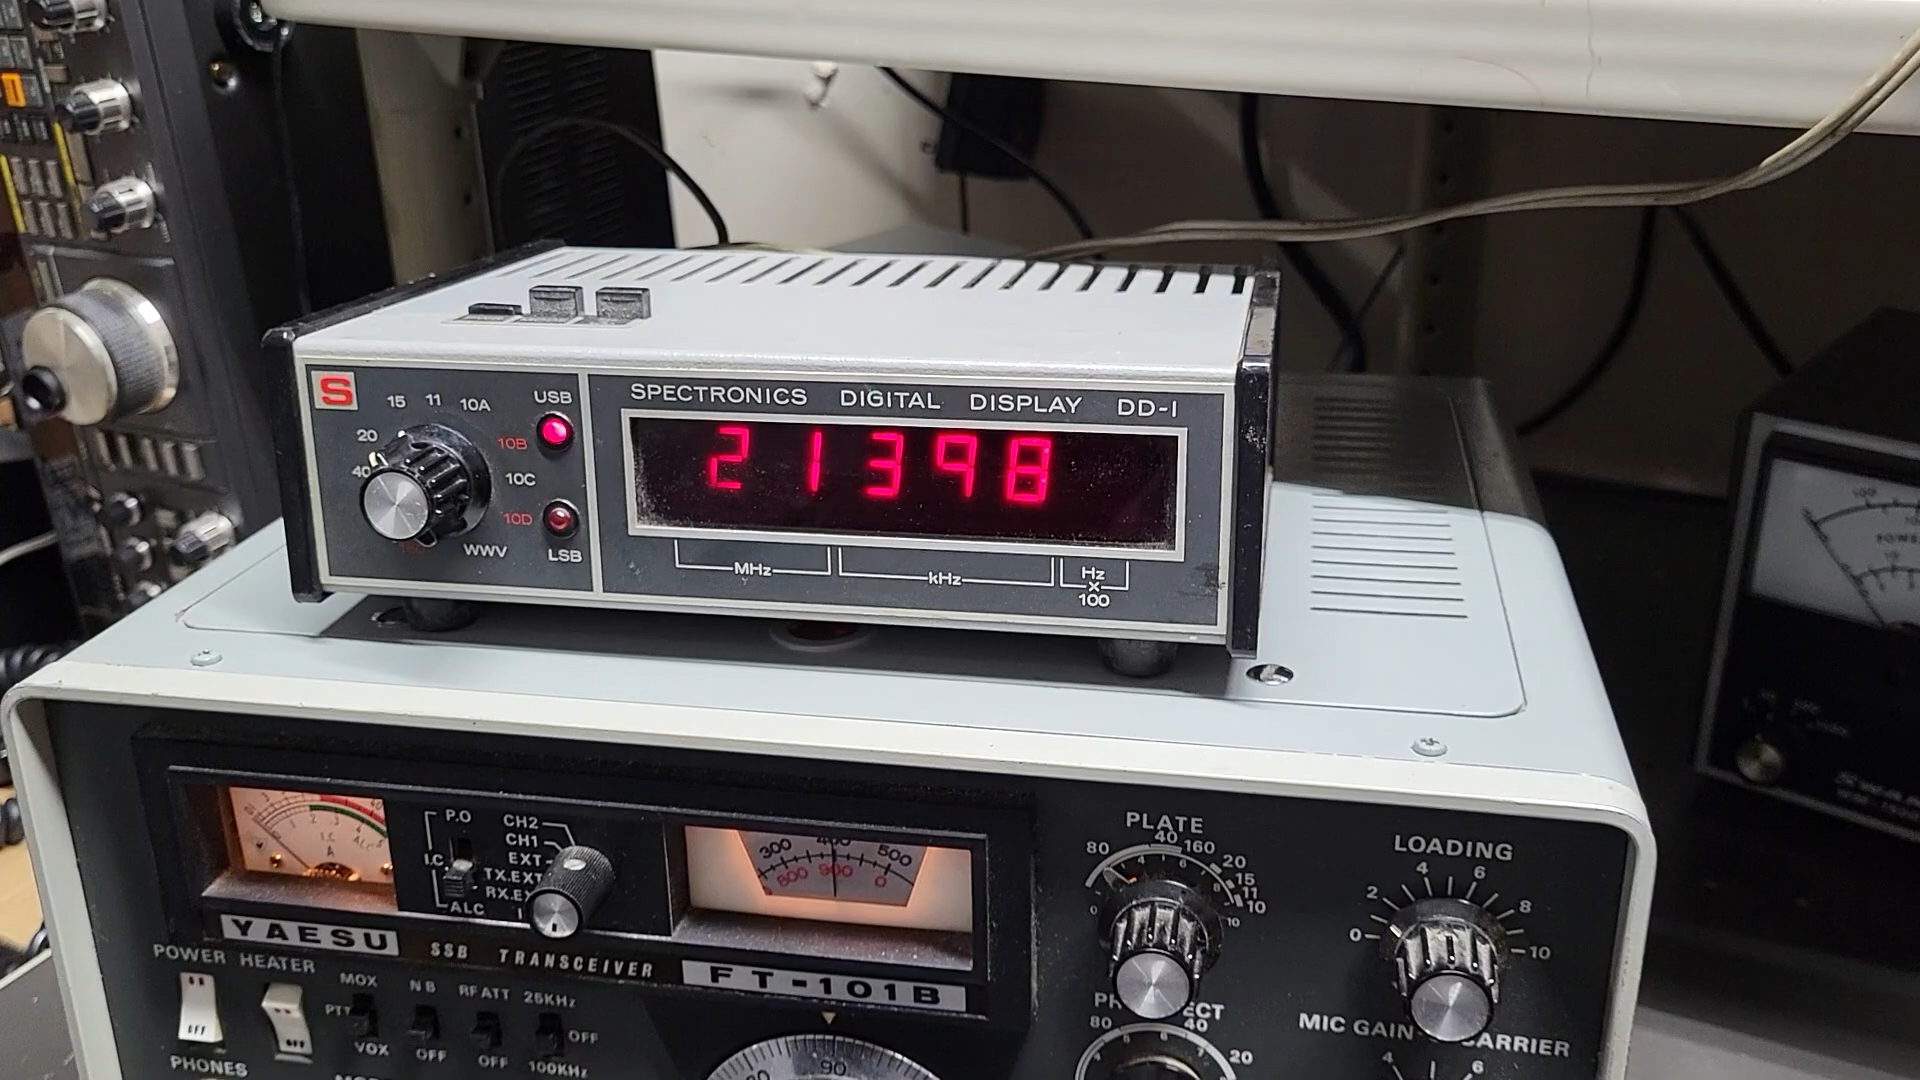 S
15 11 10A
USB
20
10B
40
10C
10D
160
WWV
LSB
SPECTRONICS DIGITAL DISPLAY DD-1
21398
MHz
kHz
Hz
X
100
P.O
I.C
ALC
CH2
CH1
EXT
TX.EXT
I.C
A
300 400 500
800 900 0
YAESU
SSB TRANSCEIVER
FT-101B
POWER HEATER
OFF
OFF
MOX
PTT
VOX
NB
OFF
RF ATT
OFF
25KHz
OFF
100KHz
PHONES
90
PLATE
80 40 160 20 15 11 10
LOADING
0 2 4 6 8 10
80 40 20
MIC GAIN
CARRIER
4 6